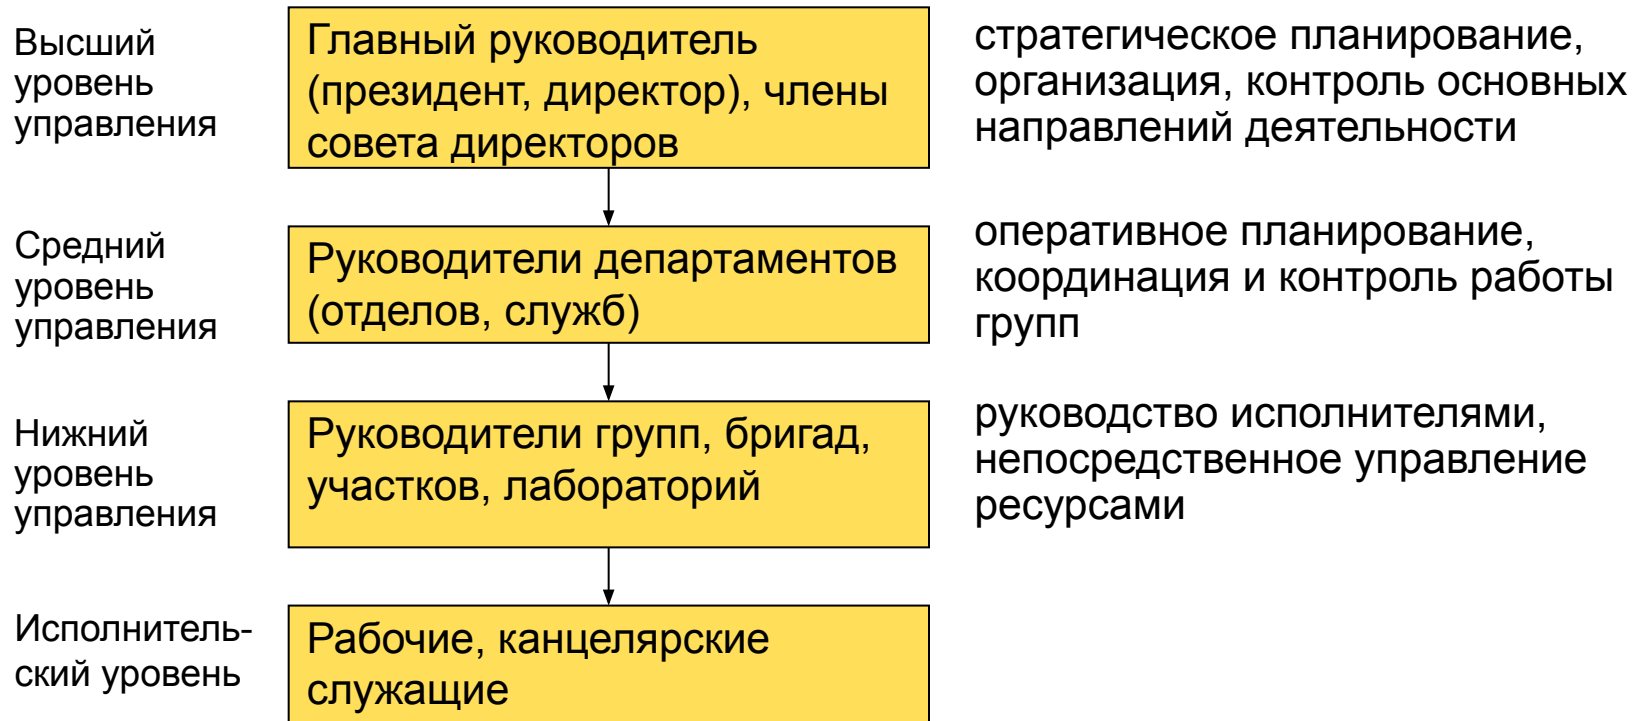 Высший
уровень
управления
Главный руководитель
(президент, директор), члены
совета директоров
стратегическое планирование,
организация, контроль основных
направлений деятельности
Средний
уровень
управления
Руководители департаментов
(отделов, служб)
оперативное планирование,
координация и контроль работы
групп
Нижний
уровень
управления
Руководители групп, бригад,
участков, лабораторий
руководство исполнителями,
непосредственное управление
ресурсами
Исполнитель-
ский уровень
Рабочие, канцелярские
служащие